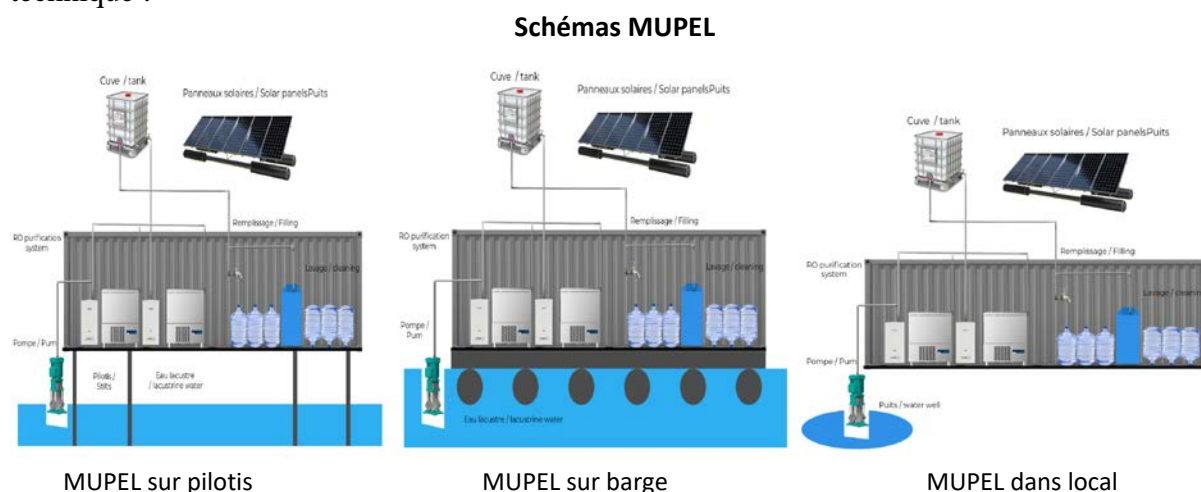 technique :
Schémas MUPEL
Cuve / tank
Panneaux solaires / Solar panelsPuits
Remplissage / Filling
RO purification
system
Lavage / cleaning
Pompe / Pum
Pilotis /
Stilts
Eau lacustre
/ lacustrine water
MUPEL sur pilotis
Cuve / tank
Panneaux solaires / Solar panelsPuits
Remplissage / Filling
RO purification
system
Lavage / cleaning
Pompe /
Pum
Eau lacustre / lacustrine water
MUPEL sur barge
Cuve / tank
Panneaux solaires / Solar panelsPuits
Remplissage / Filling
RO purification
system
Lavage / cleaning
Pompe / Pum
Puits / water well
MUPEL dans local